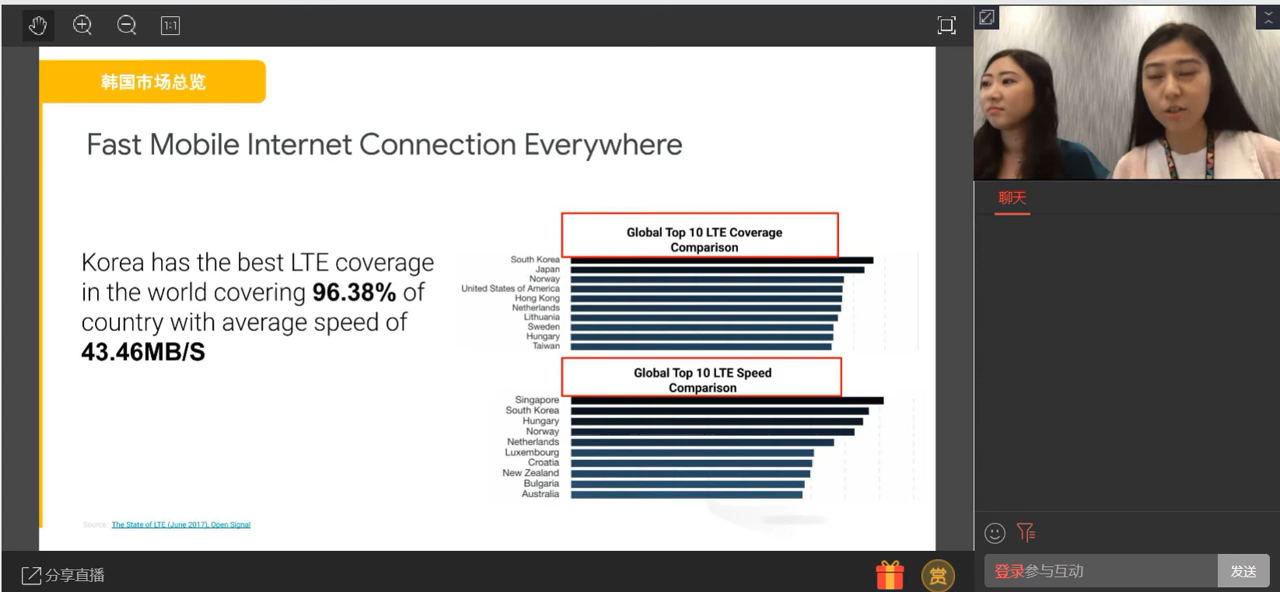 1:1
韩国市场总览
Fast Mobile Internet Connection Everywhere
Korea has the best LTE coverage
in the world covering 96.38% of
country with average speed of
43.46MB/S
Global Top 10 LTE Coverage
Comparison
South Korea
Japan
Norway
United States of America
Hong Kong
Netherlands
Lithuania
Sweden
Hungary
Taiwan
Global Top 10 LTE Speed
Comparison
Singapore
South Korea
Hungary
Norway
Netherlands
Luxembourg
Croatia
New Zealand
Bulgaria
Australia
Source: The State of LTE (June 2017), Open Signal
分享直播
赏
聊天
登录参与互动
发送